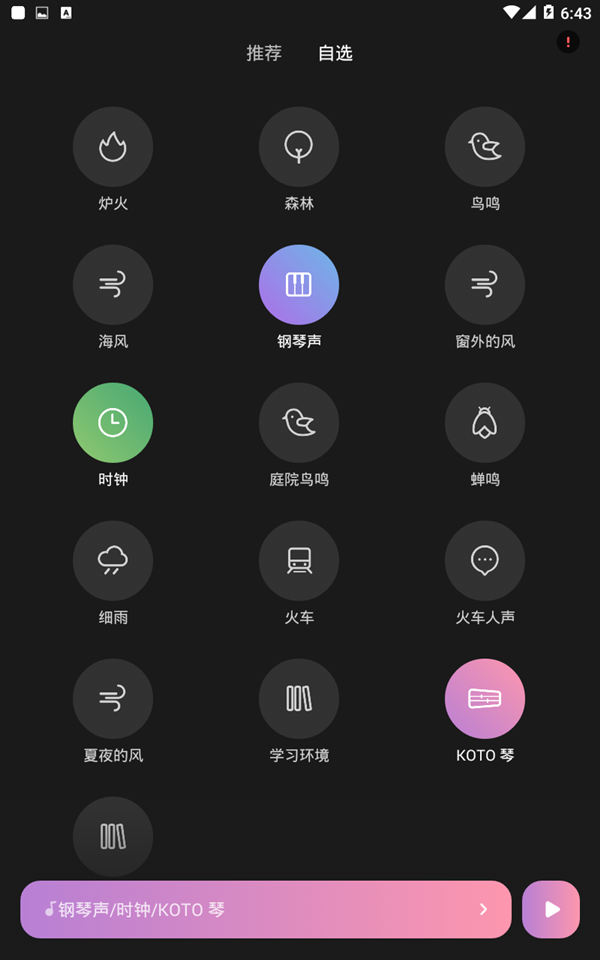 6:43
推荐 自选
炉火 森林 鸟鸣
海风 钢琴声 窗外的风
时钟 庭院鸟鸣 蝉鸣
细雨 火车 火车人声
夏夜的风 学习环境 KOTO 琴
钢琴声/时钟/KOTO 琴